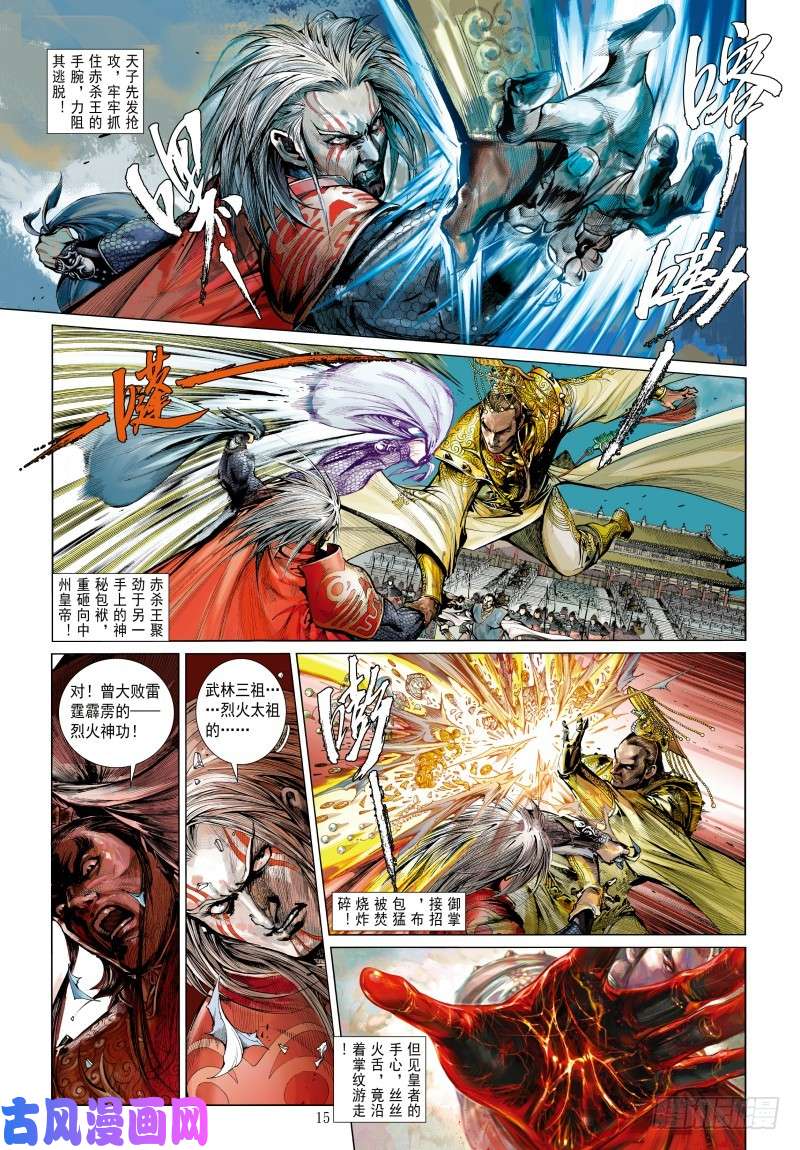 天子先发抢
攻，牢牢抓
住赤杀王的
手腕，力阻
其逃脱！
喀
嘞
嘿
嗤
赤杀王聚
劲于另一
手上的神
秘包袱，
重砸向中
州皇帝！
武林三祖…
…烈火太祖
的……
对！曾大败雷
霆霹雳的——
烈火神功！
御掌
接招
，布
包猛
被焚
烧炸
碎！
但见皇者的
手心，丝丝
火舌，竟沿
着掌纹游走
！
15
古风漫画网